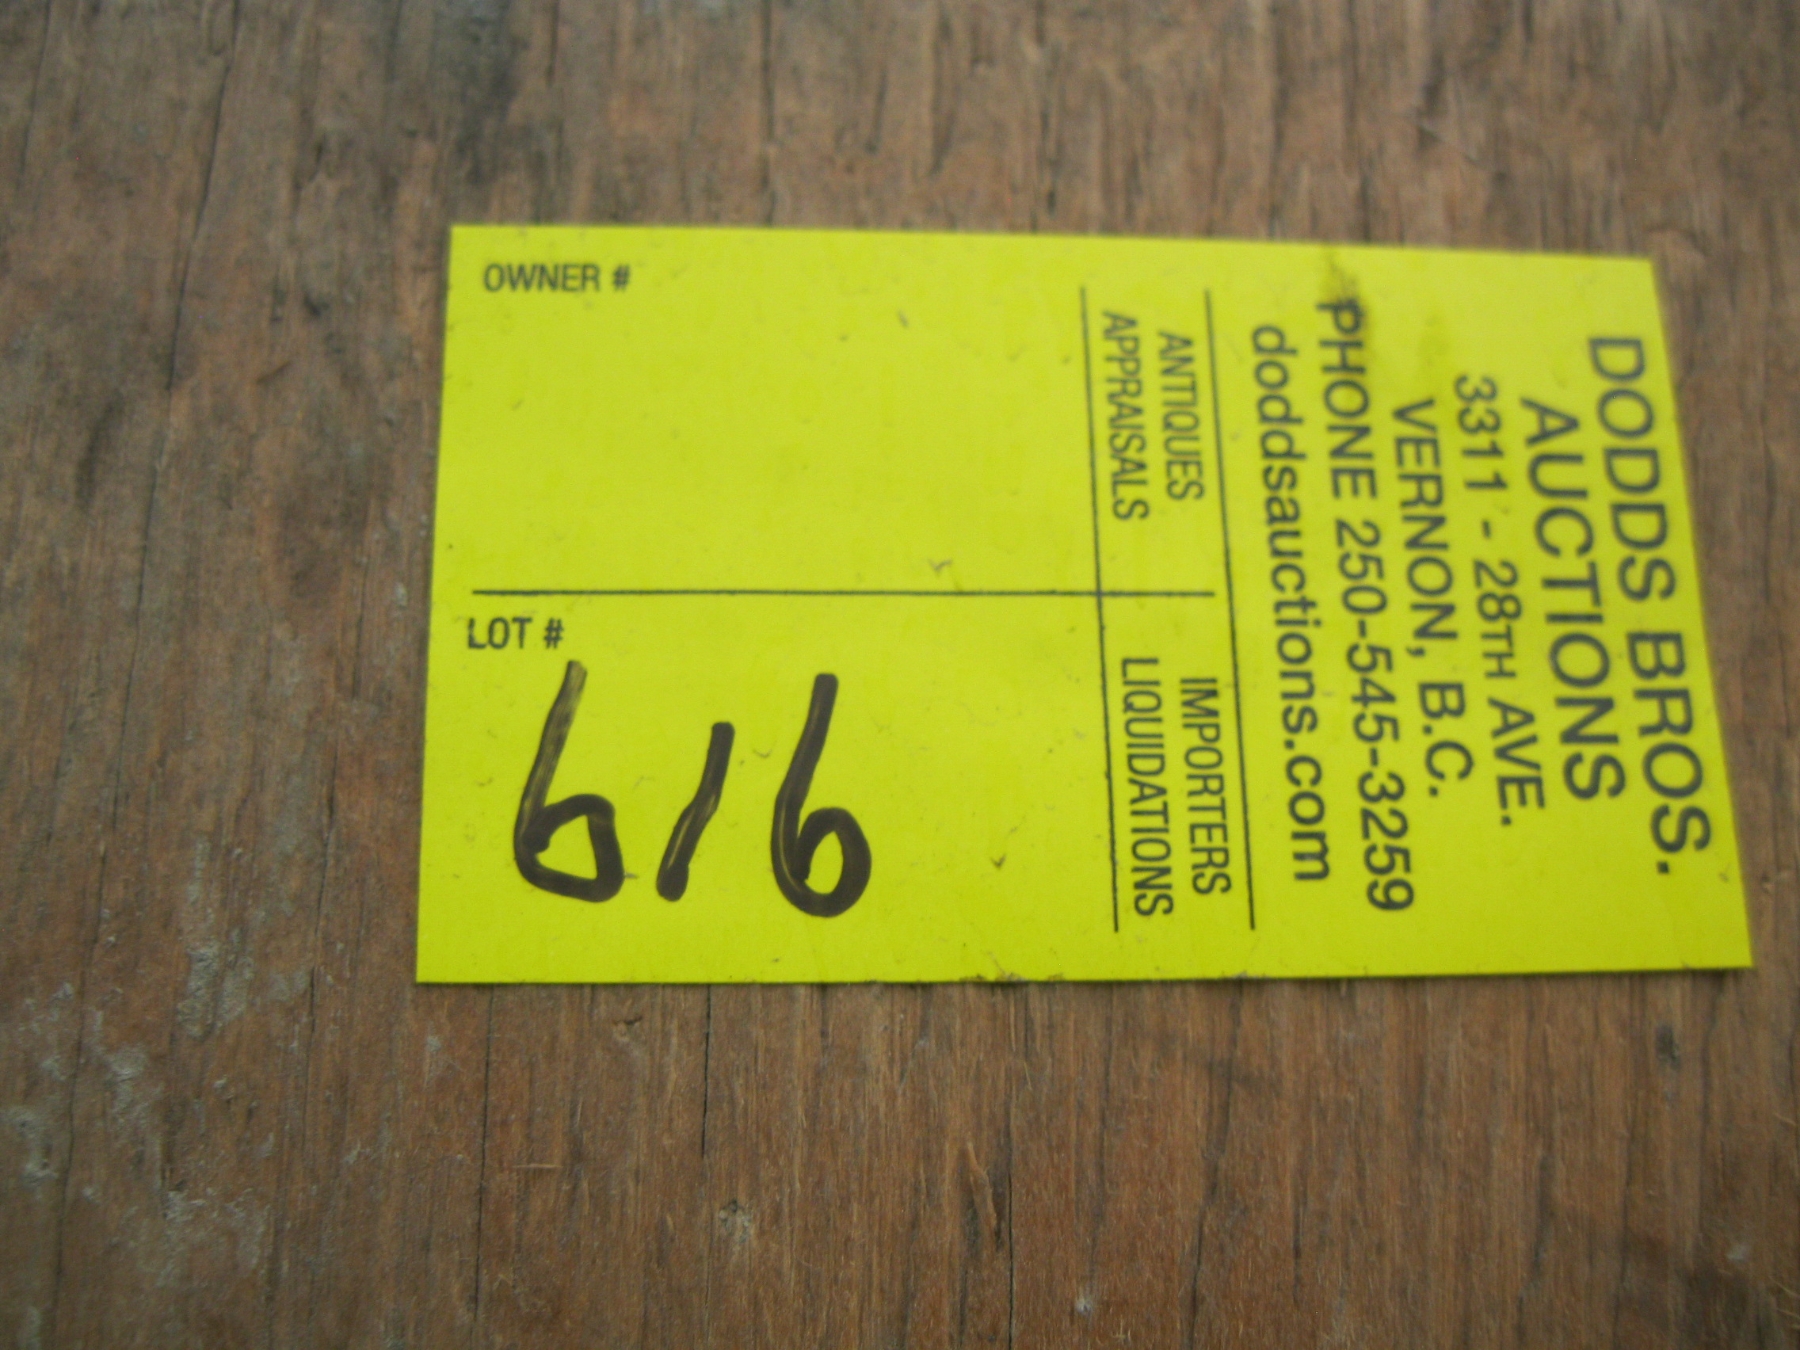 DODDS BROS.
AUCTIONS
3311 - 28TH AVE.
VERNON, B.C.
PHONE 250-545-3259
doddsauctions.com
ANTIQUES
APPRAISALS
IMPORTERS
LIQUIDATIONS
OWNER #
LOT #
616